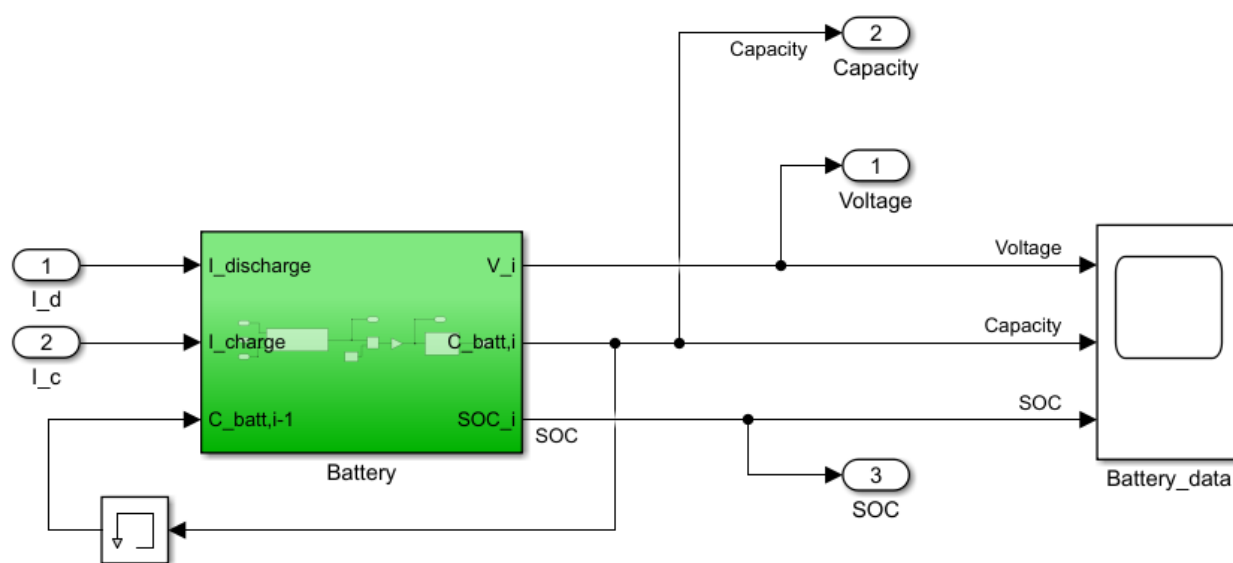 2
Capacity
Capacity
1
Voltage
1
I_d
2
I_c
I_discharge
I_charge
C_batt,i-1
V_i
C_batt,i
SOC_i
Battery
SOC
Voltage
Capacity
SOC
3
SOC
Battery_data